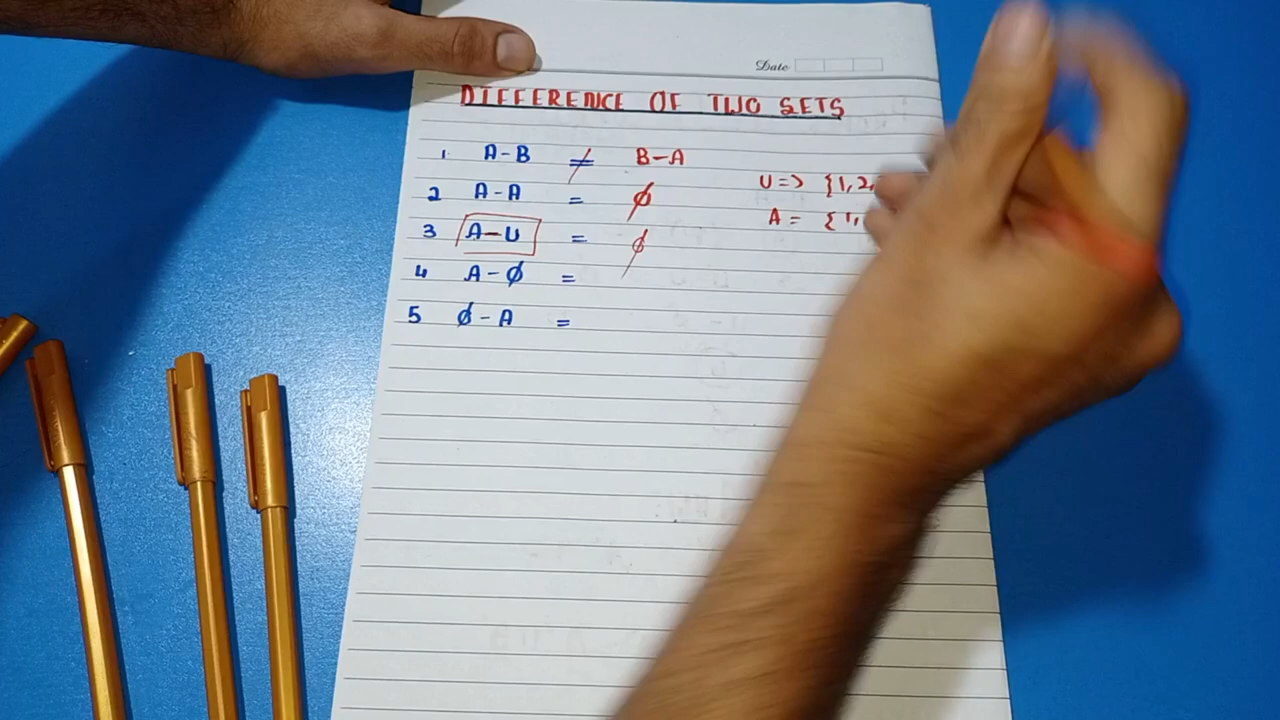 Date
DIFFERENCE OF TWO SETS
1. A-B ≠ B-A
2 A-A = ϕ
3 A-U = ϕ
4 A-ϕ =
5 ϕ-A =
U => {1,2,
A = {1,